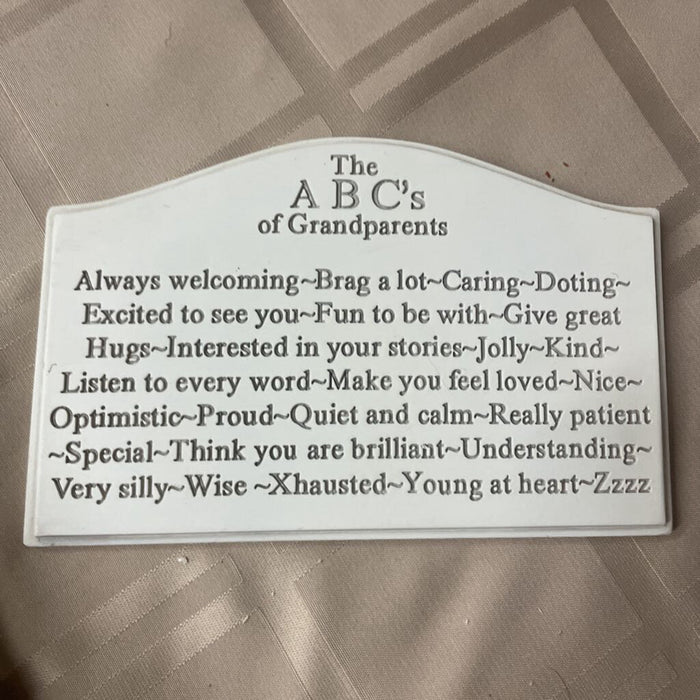 The
A B C's
of Grandparents
Always welcoming~Brag a lot~Caring~Doting~
Excited to see you~Fun to be with~Give great
Hugs~Interested in your stories~Jolly~Kind~
Listen to every word~Make you feel loved~Nice~
Optimistic~Proud~Quiet and calm~Really patient
~Special~Think you are brilliant~Understanding~
Very silly~Wise ~Xhausted~Young at heart~Zzzz